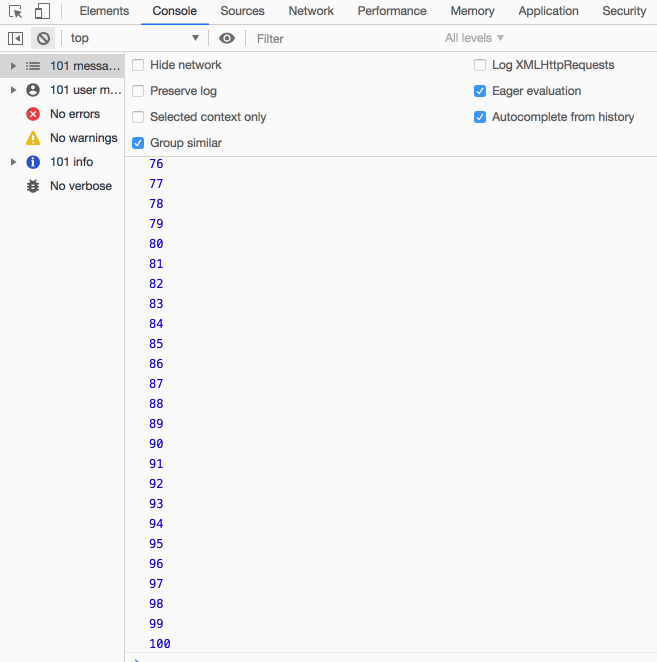 Elements Console Sources Network Performance Memory Application Security
top Filter All levels
101 messa...
101 user m...
No errors
No warnings
101 info
No verbose
Hide network Log XMLHttpRequests
Preserve log Eager evaluation
Selected context only Autocomplete from history
Group similar
76
77
78
79
80
81
82
83
84
85
86
87
88
89
90
91
92
93
94
95
96
97
98
99
100